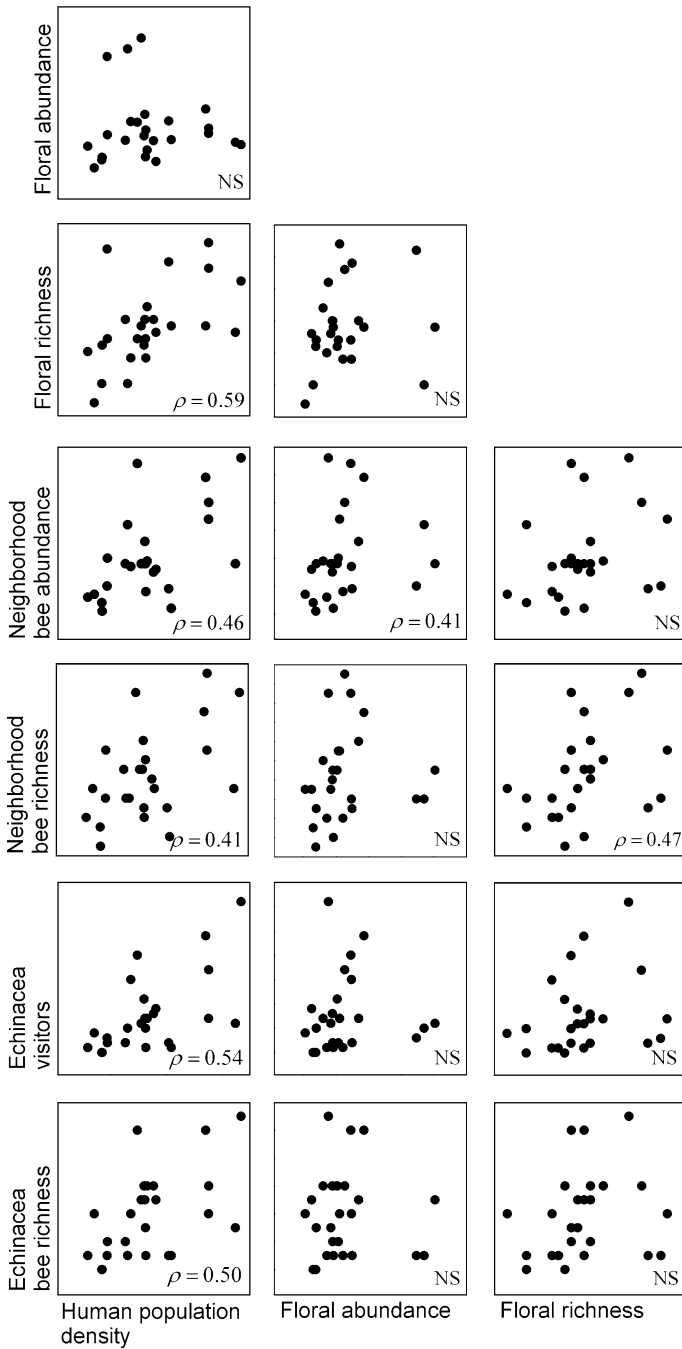 Floral abundance
NS
Floral richness
ρ = 0.59
NS
Neighborhood
bee abundance
ρ = 0.46
ρ = 0.41
NS
Neighborhood
bee richness
ρ = 0.41
NS
ρ = 0.47
Echinacea
visitors
ρ = 0.54
NS
NS
Echinacea
bee richness
ρ = 0.50
NS
NS
Human population
density
Floral abundance
Floral richness